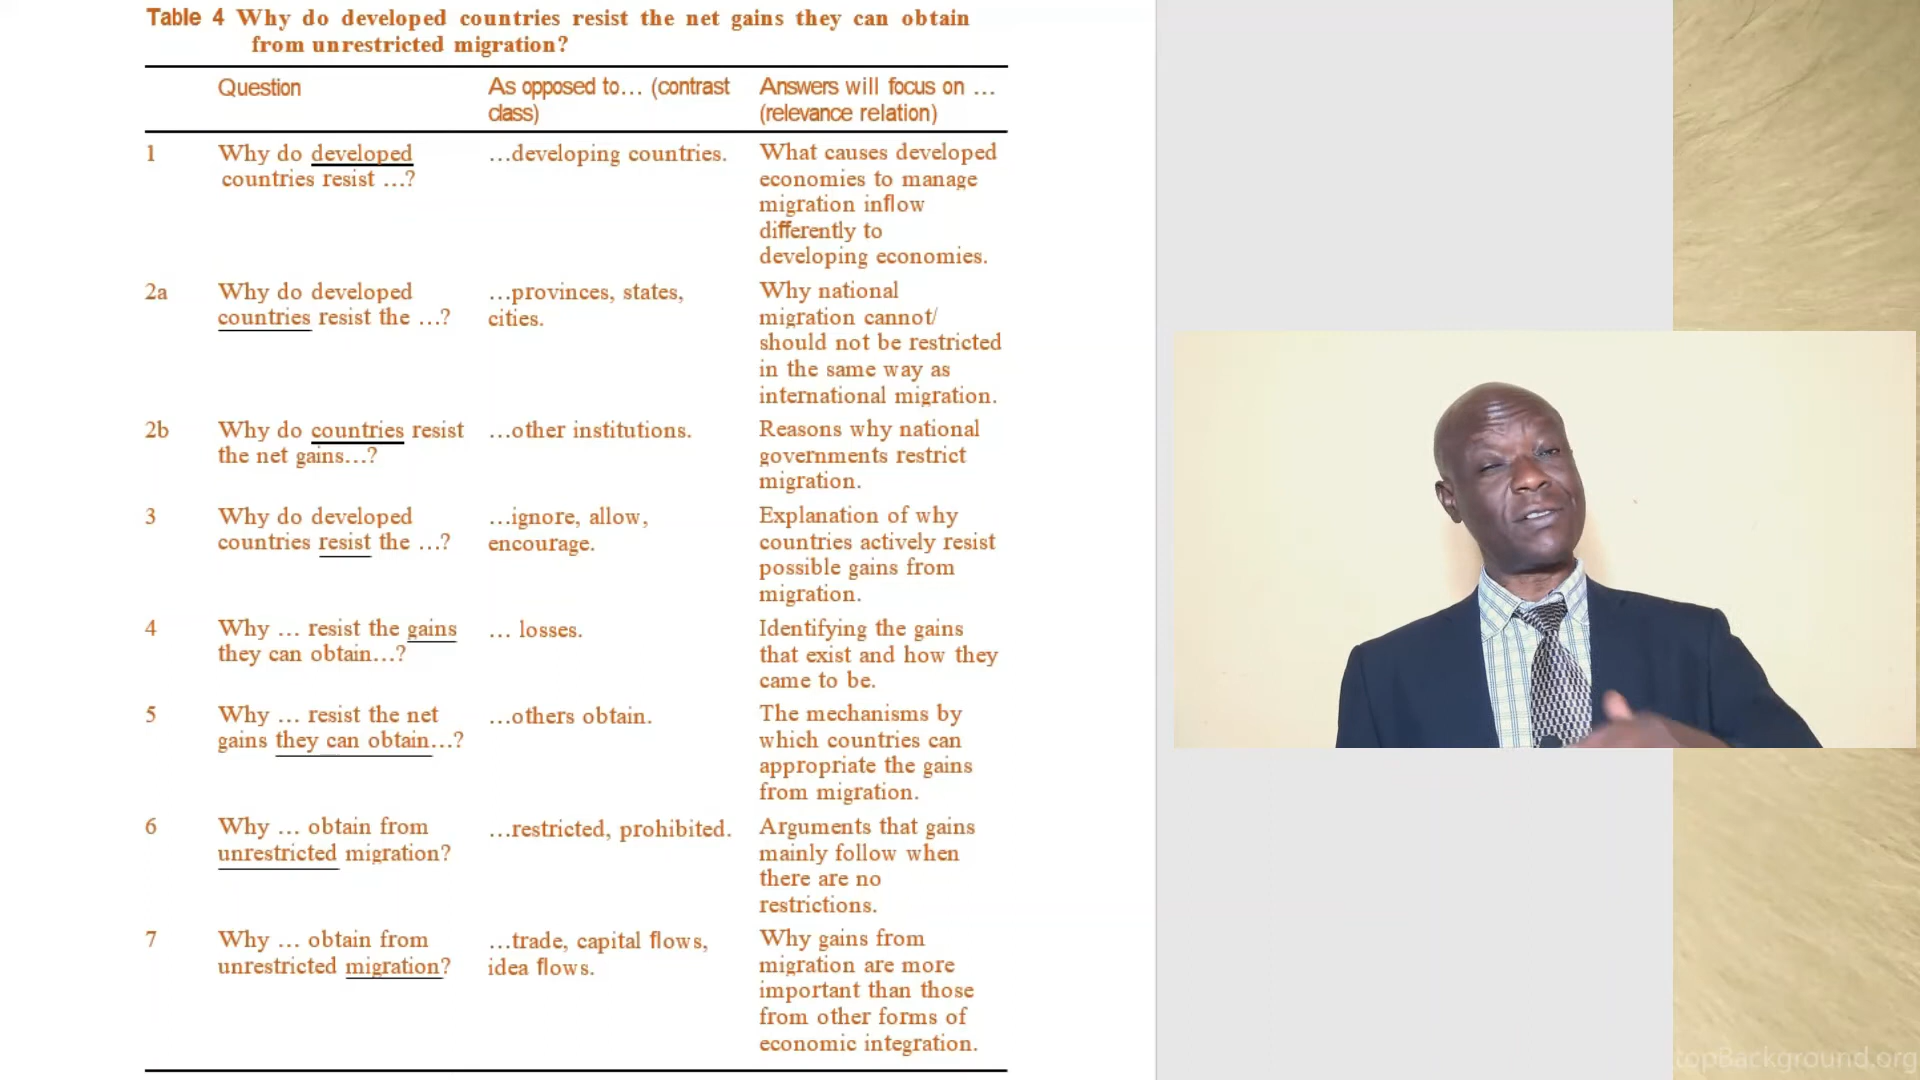 Table 4 Why do developed countries resist the net gains they can obtain
from unrestricted migration?
Question
As opposed to… (contrast
class)
Answers will focus on …
(relevance relation)
1
Why do developed
countries resist …?
…developing countries.
What causes developed
economies to manage
migration inflow
differently to
developing economies.
2a
Why do developed
countries resist the …?
…provinces, states,
cities.
Why national
migration cannot/
should not be restricted
in the same way as
international migration.
2b
Why do countries resist
the net gains…?
…other institutions.
Reasons why national
governments restrict
migration.
3
Why do developed
countries resist the …?
…ignore, allow,
encourage.
Explanation of why
countries actively resist
possible gains from
migration.
4
Why … resist the gains
they can obtain…?
… losses.
Identifying the gains
that exist and how they
came to be.
5
Why … resist the net
gains they can obtain…?
…others obtain.
The mechanisms by
which countries can
appropriate the gains
from migration.
6
Why … obtain from
unrestricted migration?
…restricted, prohibited.
Arguments that gains
mainly follow when
there are no
restrictions.
7
Why … obtain from
unrestricted migration?
…trade, capital flows,
idea flows.
Why gains from
migration are more
important than those
from other forms of
economic integration.
topBackground.org